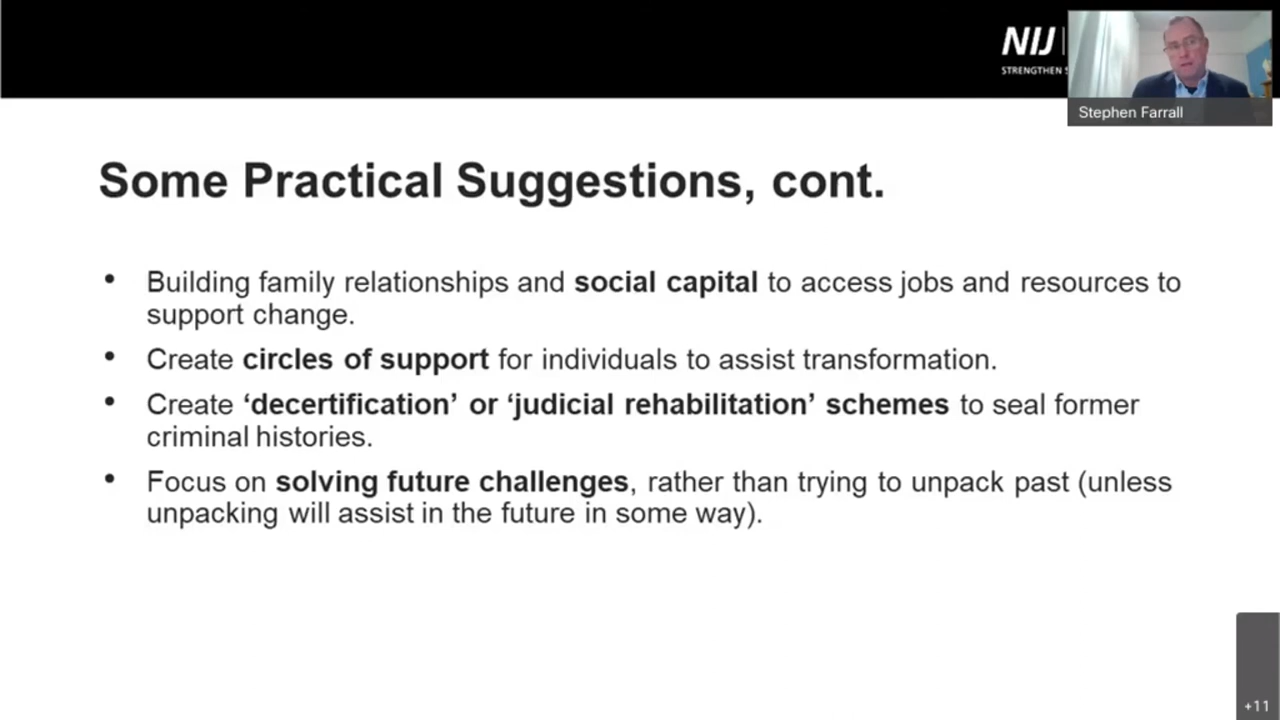 NIJ
STRENGTHEN
Stephen Farrall
Some Practical Suggestions, cont.
• Building family relationships and social capital to access jobs and resources to
support change.
• Create circles of support for individuals to assist transformation.
• Create ‘decertification’ or ‘judicial rehabilitation’ schemes to seal former
criminal histories.
• Focus on solving future challenges, rather than trying to unpack past (unless
unpacking will assist in the future in some way).
+11